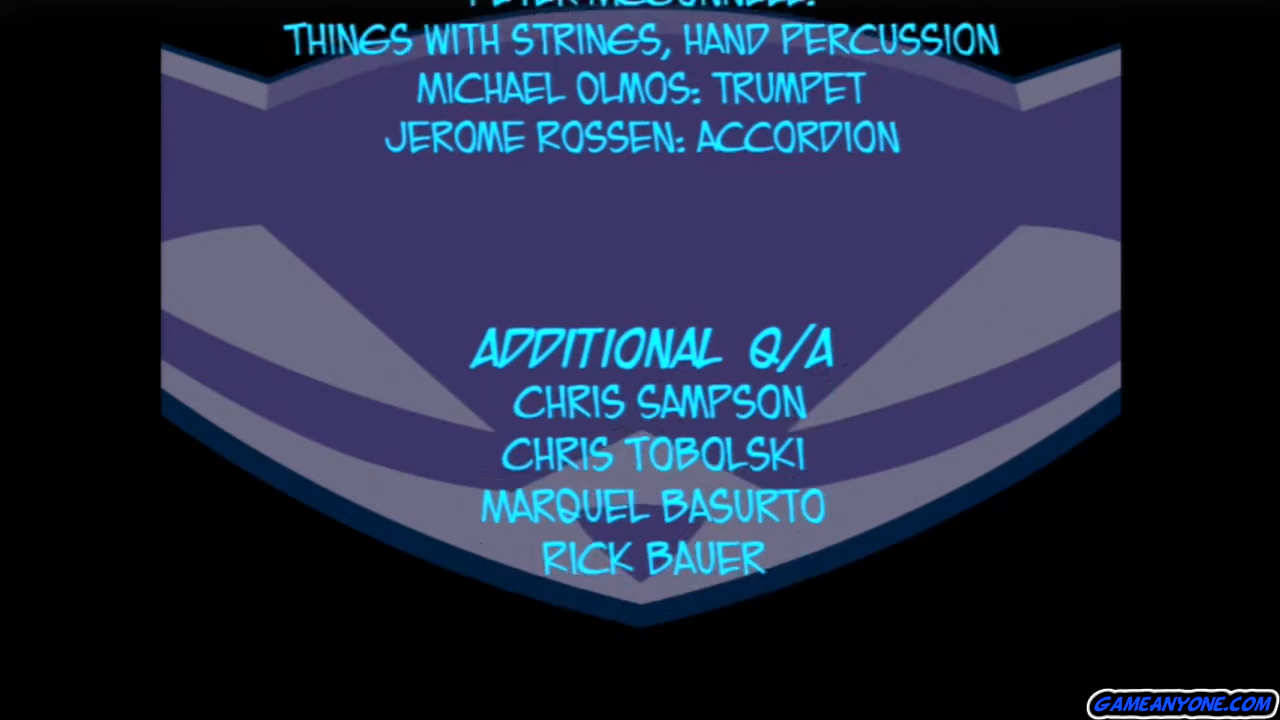 THINGS WITH STRINGS, HAND PERCUSSION
MICHAEL OLMOS: TRUMPET
JEROME ROSSEN: ACCORDION
ADDITIONAL Q/A
CHRIS SAMPSON
CHRIS TOBOLSKI
MARQUEL BASURTO
RICK BAUER
GAMEANYONE.COM